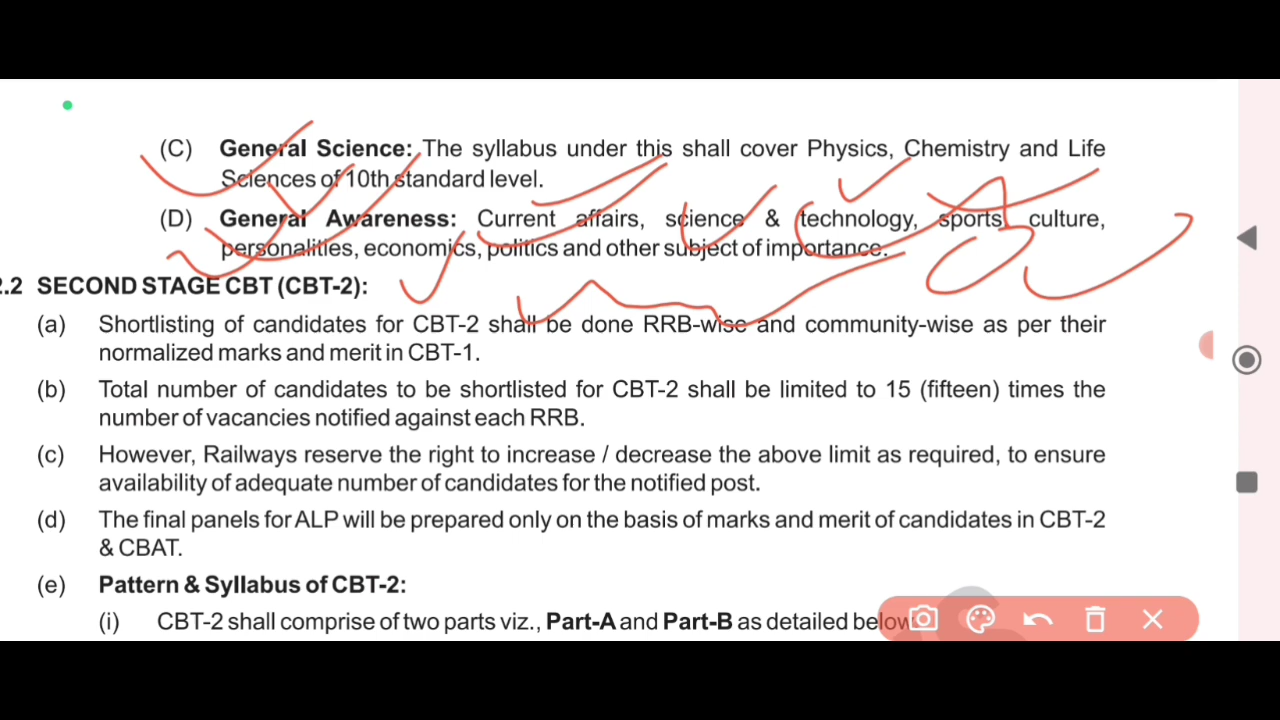 (C) General Science: The syllabus under this shall cover Physics, Chemistry and Life
Sciences of 10th standard level.
(D) General Awareness: Current affairs, science & technology, sports, culture,
personalities, economics, politics and other subject of importance.
.2 SECOND STAGE CBT (CBT-2):
(a) Shortlisting of candidates for CBT-2 shall be done RRB-wise and community-wise as per their
normalized marks and merit in CBT-1.
(b) Total number of candidates to be shortlisted for CBT-2 shall be limited to 15 (fifteen) times the
number of vacancies notified against each RRB.
(c) However, Railways reserve the right to increase / decrease the above limit as required, to ensure
availability of adequate number of candidates for the notified post.
(d) The final panels for ALP will be prepared only on the basis of marks and merit of candidates in CBT-2
& CBAT.
(e) Pattern & Syllabus of CBT-2:
(i) CBT-2 shall comprise of two parts viz., Part-A and Part-B as detailed below